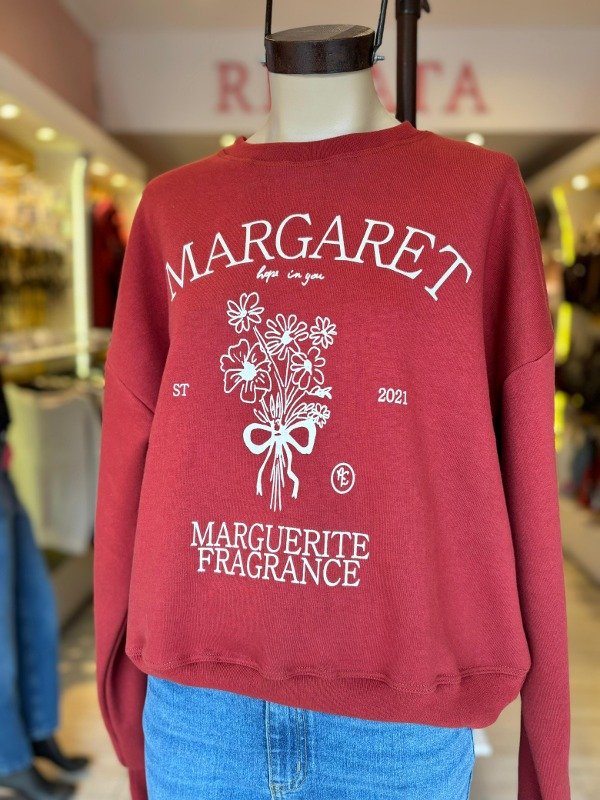 MARGARET
hope in you
ST
2021
MARGUERITE
FRAGRANCE